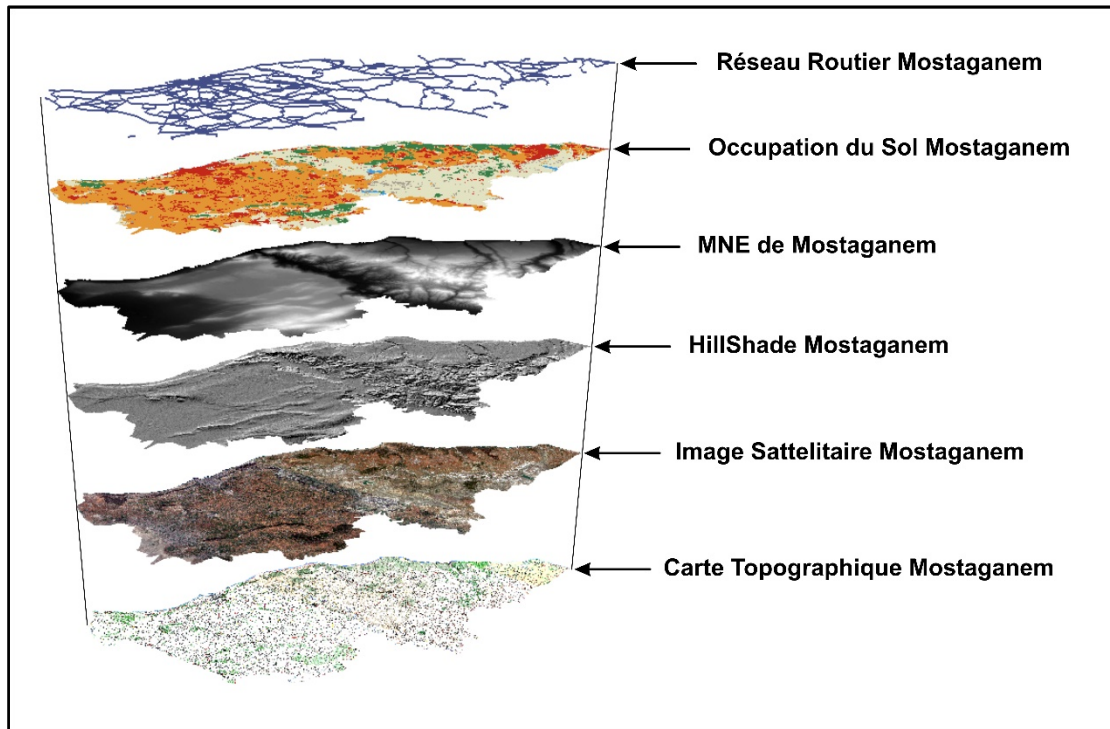 Réseau Routier Mostaganem
Occupation du Sol Mostaganem
MNE de Mostaganem
HillShade Mostaganem
Image Sattelitaire Mostaganem
Carte Topographique Mostaganem